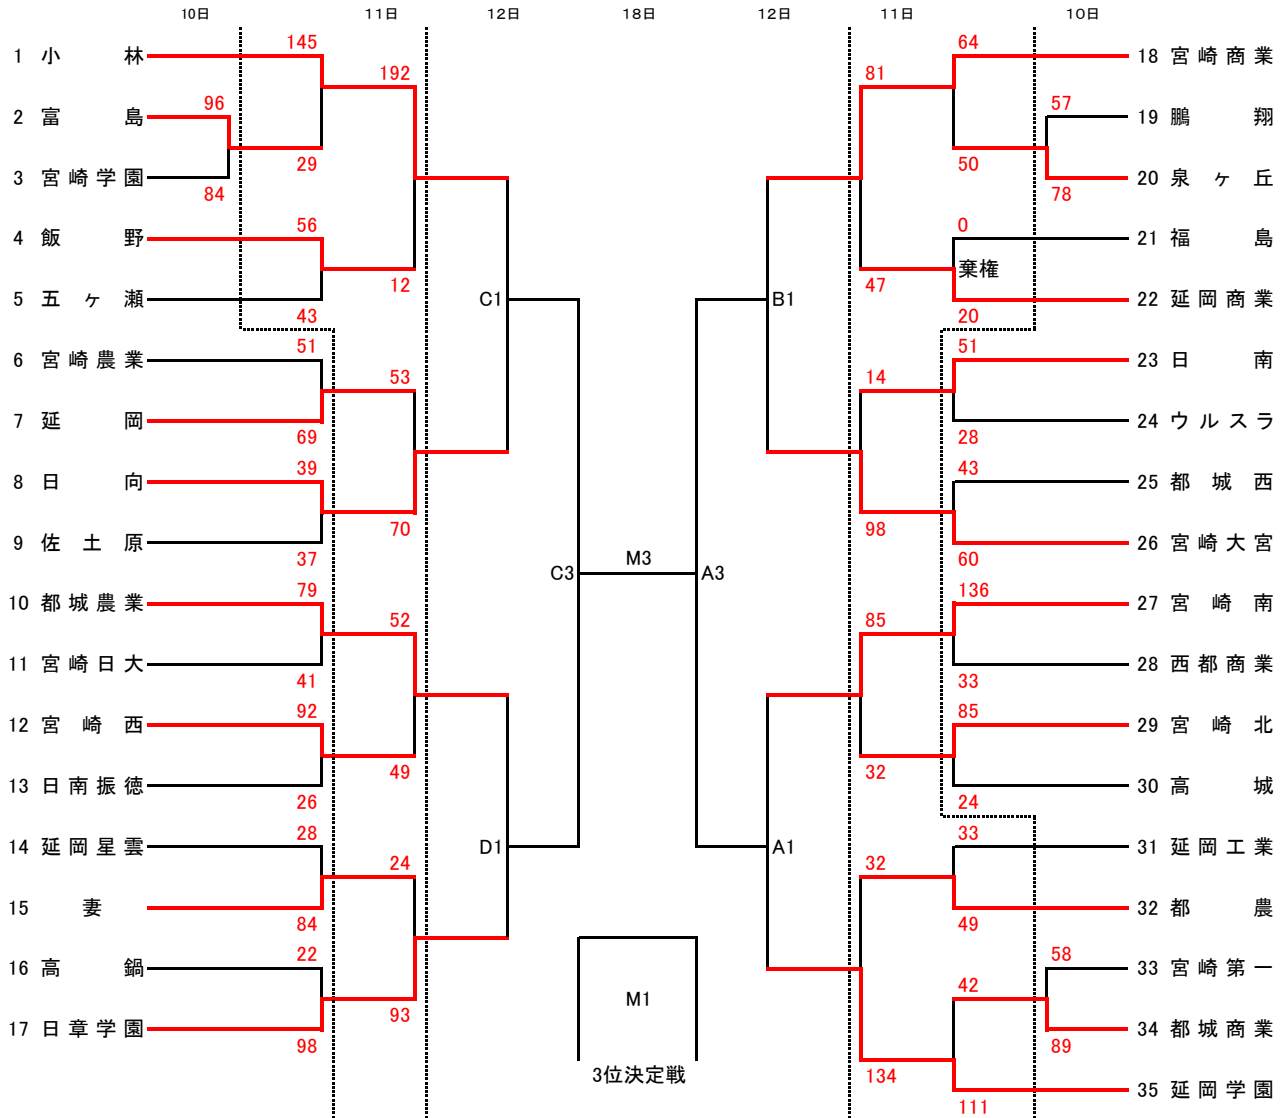 10日 11日 12日 18日 12日 11日 10日
145 64
1 小林 18 宮崎商業
192 81
96 57
2 富島 19 鵬翔
29 50
3 宮崎学園 20 泉ヶ丘
84 78
56 0
4 飯野 21 福島
棄権
12 47
5 五ヶ瀬 C1 B1 22 延岡商業
43 20
51 51
6 宮崎農業 23 日南
53 14
7 延岡 24 ウルスラ
69 28
39 43
8 日向 25 都城西
70 98
9 佐土原 26 宮崎大宮
37 60
C3 M3 A3
79 136
10 都城農業 27 宮崎南
52 85
11 宮崎日大 28 西都商業
41 33
92 85
12 宮崎西 29 宮崎北
49 32
13 日南振徳 30 高城
26 24
28 33
14 延岡星雲 D1 A1 31 延岡工業
24 32
15 妻 32 都農
84 49
22 58
16 高鍋 33 宮崎第一
M1 42
93
17 日章学園 34 都城商業
98 89
3位決定戦 134
35 延岡学園
111